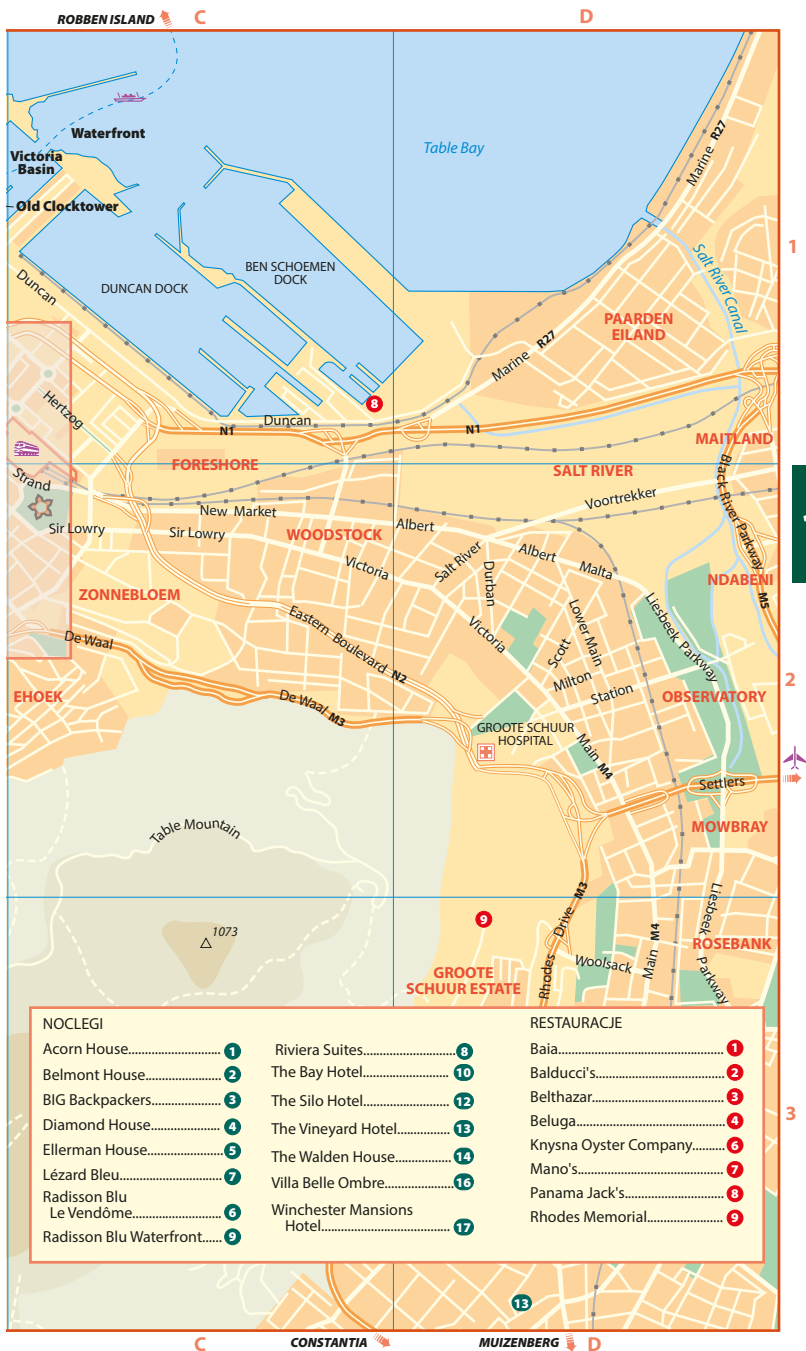 ROBBEN ISLAND
C
D
Waterfront
Victoria
Basin
Old Clocktower
Table Bay
Marine R27
1
Salt River Canal
Duncan
DUNCAN DOCK
BEN SCHOEMEN
DOCK
PAARDEN
EILAND
Marine R27
Hertzog
8
Duncan
N1
N1
MAITLAND
FORESHORE
SALT RIVER
Strand
Voortrekker
Black River Parkway
M5
New Market
Sir Lowry
Sir Lowry
WOODSTOCK
Albert
Salt River
Albert
Malta
Victoria
Durban
NDABENI
ZONNEBLOEM
Liesbeek Parkway
Lower Main
Eastern Boulevard N2
Victoria
Scott
De Waal
Milton
Station
2
EHOEK
OBSERVATORY
De Waal M3
GROOTE SCHUUR
HOSPITAL
Main M4
Settlers
Table Mountain
MOWBRAY
1073
9
Rhodes Drive M3
Liesbeek Parkway
Main M4
ROSEBANK
Woolsack
GROOTE
SCHUUR ESTATE
NOCLEGI
Acorn House............................ 1
Belmont House....................... 2
BIG Backpackers..................... 3
Diamond House...................... 4
Ellerman House....................... 5
Lézard Bleu.............................. 7
Radisson Blu
Le Vendôme........................... 6
Radisson Blu Waterfront...... 9
Riviera Suites............................ 8
The Bay Hotel........................... 10
The Silo Hotel........................... 12
The Vineyard Hotel................. 13
The Walden House.................. 14
Villa Belle Ombre..................... 16
Winchester Mansions
Hotel................................... 17
RESTAURACJE
Baia................................................ 1
Balducci's...................................... 2
Belthazar....................................... 3
Beluga........................................... 4
Knysna Oyster Company........ 6
Mano's........................................... 7
Panama Jack's............................. 8
Rhodes Memorial....................... 9
3
13
C
CONSTANTIA
MUIZENBERG
D